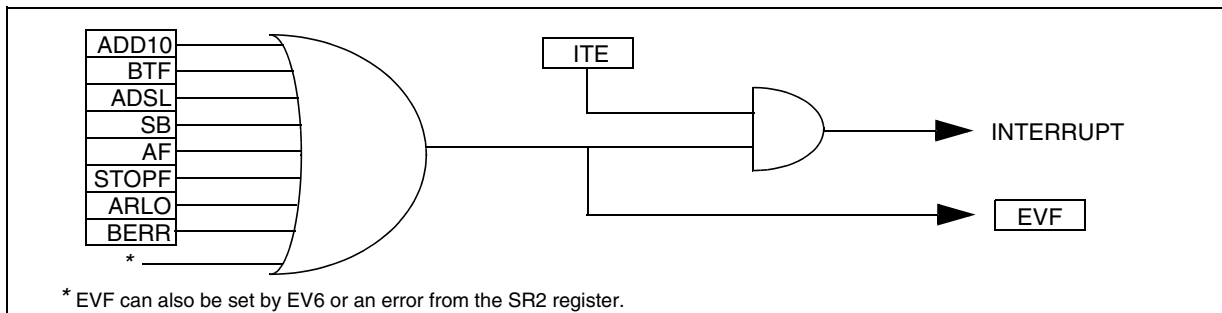 ADD10
BTF
ADSL
SB
AF
STOPF
ARLO
BERR
*
ITE
INTERRUPT
EVF
* EVF can also be set by EV6 or an error from the SR2 register.